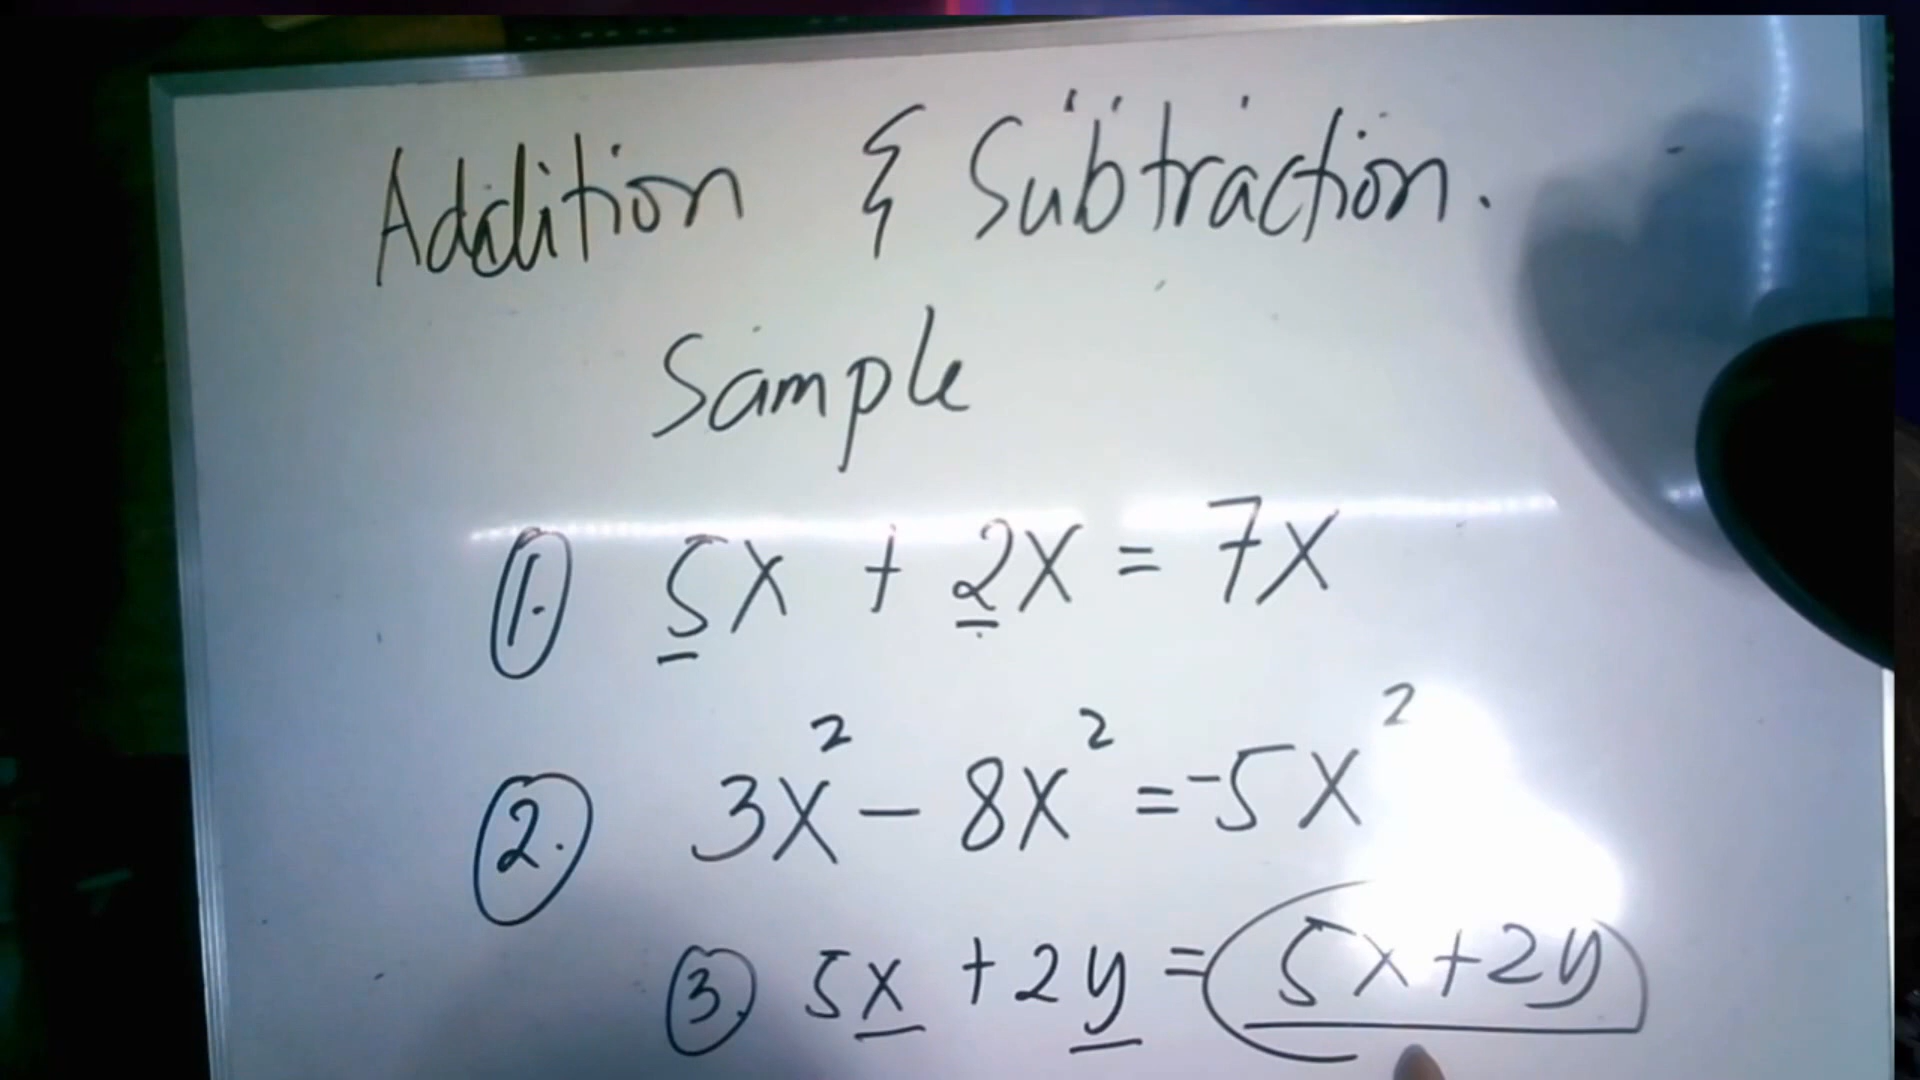 Addition & Subtraction.
Sample
1. 5x + 2x = 7x
2. 3x² - 8x² = -5x²
3. 5x + 2y = 5x + 2y